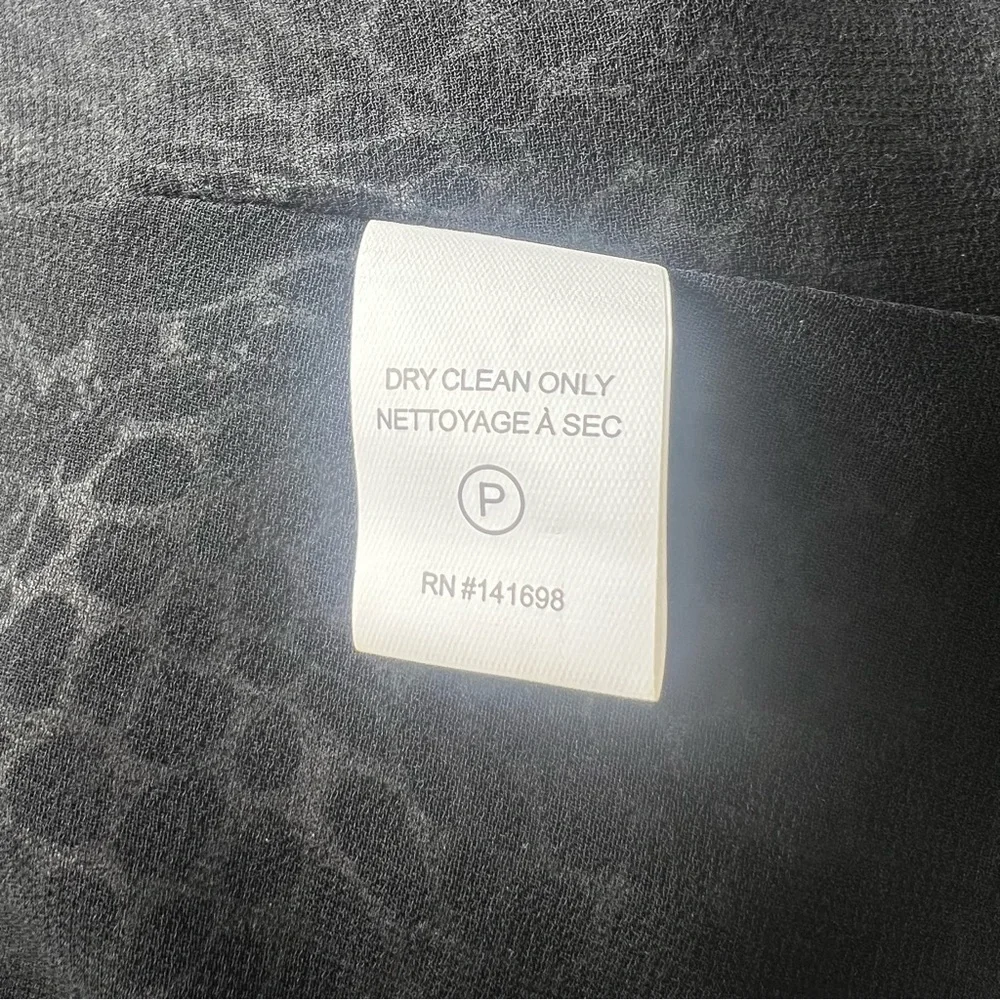 DRY CLEAN ONLY
NETTOYAGE À SEC
P
RN #141698